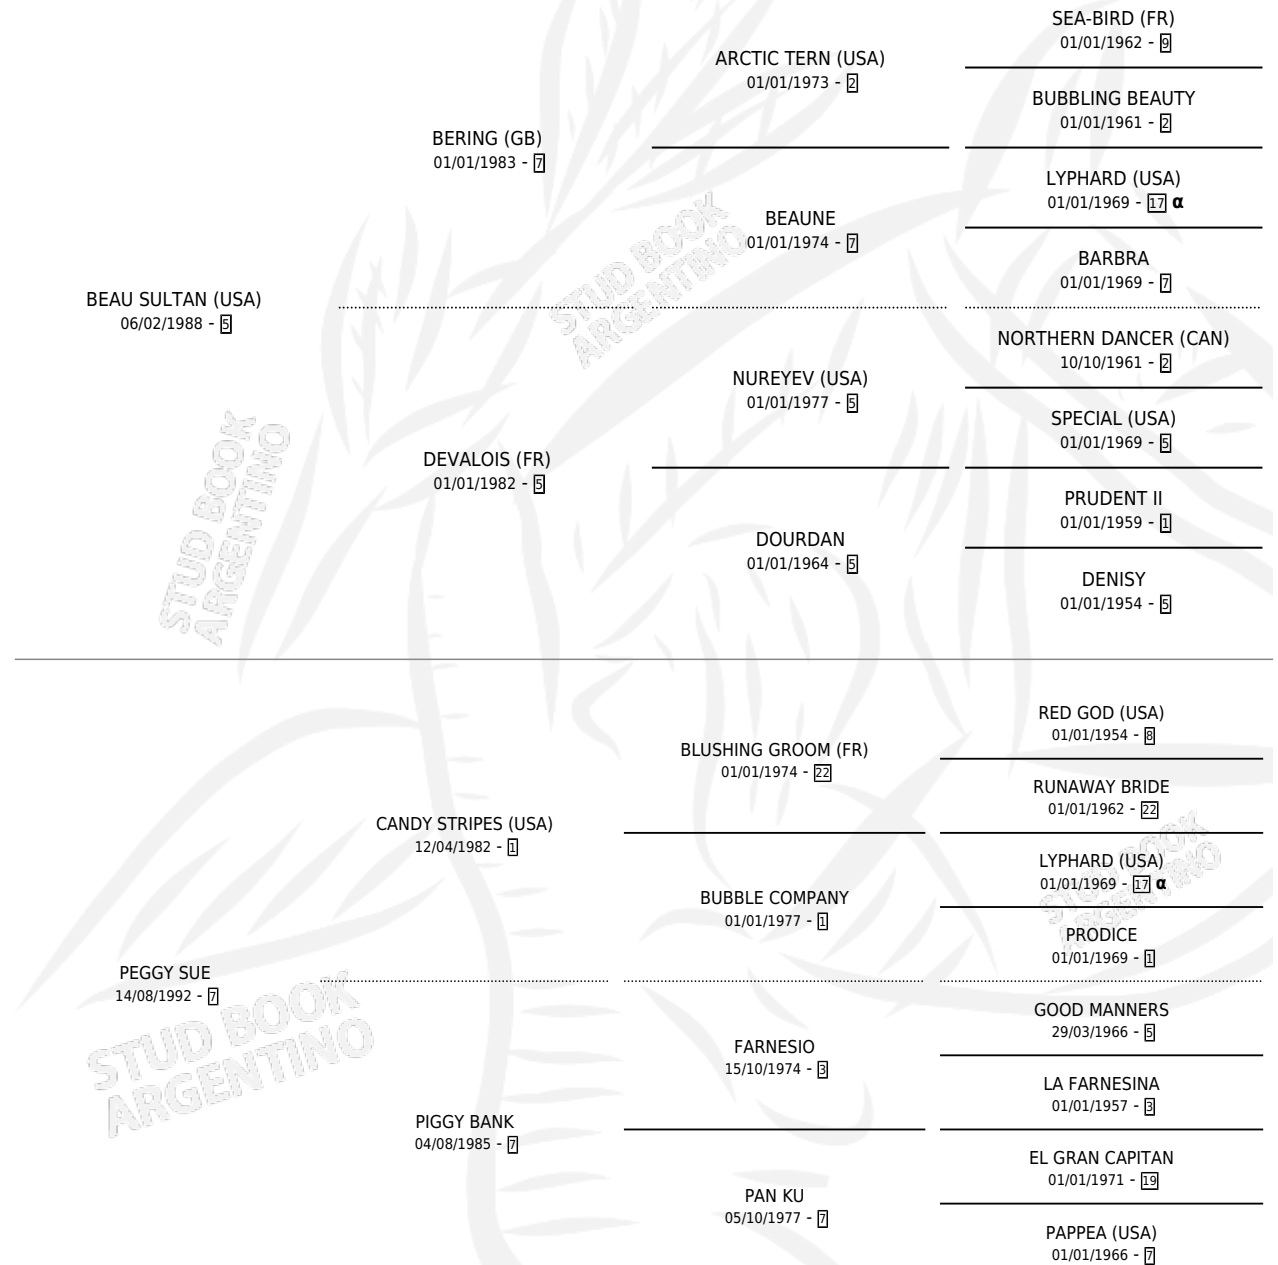 SEA-BIRD (FR)
01/01/1962 - 9
ARCTIC TERN (USA)
01/01/1973 - 2
BUBBLING BEAUTY
01/01/1961 - 2
BERING (GB)
01/01/1983 - 7
LYPHARD (USA)
01/01/1969 - 17 α
BEAUNE
01/01/1974 - 7
BARBRA
01/01/1969 - 7
BEAU SULTAN (USA)
06/02/1988 - 5
NORTHERN DANCER (CAN)
10/10/1961 - 2
NUREYEV (USA)
01/01/1977 - 5
SPECIAL (USA)
01/01/1969 - 5
DEVALOIS (FR)
01/01/1982 - 5
PRUDENT II
01/01/1959 - 1
DOURDAN
01/01/1964 - 5
DENISY
01/01/1954 - 5
RED GOD (USA)
01/01/1954 - 8
BLUSHING GROOM (FR)
01/01/1974 - 22
RUNAWAY BRIDE
01/01/1962 - 22
CANDY STRIPES (USA)
12/04/1982 - 1
LYPHARD (USA)
01/01/1969 - 17 α
BUBBLE COMPANY
01/01/1977 - 1
PRODICE
01/01/1969 - 1
PEGGY SUE
14/08/1992 - 7
GOOD MANNERS
29/03/1966 - 5
FARNESIO
15/10/1974 - 3
LA FARNESINA
01/01/1957 - 3
PIGGY BANK
04/08/1985 - 7
EL GRAN CAPITAN
01/01/1971 - 19
PAN KU
05/10/1977 - 7
PAPPEA (USA)
01/01/1966 - 7
STUD BOOK
ARGENTINO
STUD BOOK
ARGENTINO
STUD BOOK
ARGENTINO
STUD BOOK
ARGENTINO